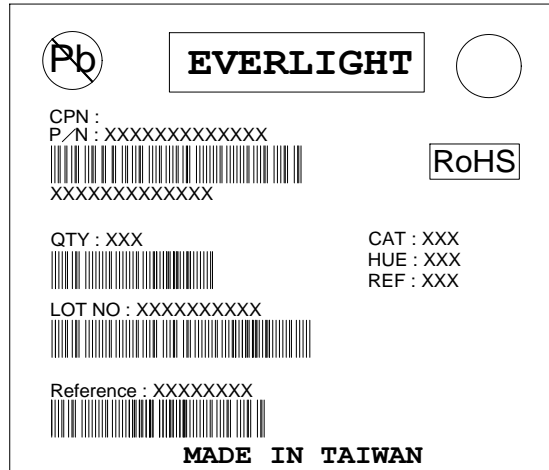 Pb
EVERLIGHT
CPN :
P/N : XXXXXXXXXXXXX
RoHS
XXXXXXXXXXXXX
QTY : XXX
CAT : XXX
HUE : XXX
REF : XXX
LOT NO : XXXXXXXXXX
Reference : XXXXXXXX
MADE IN TAIWAN